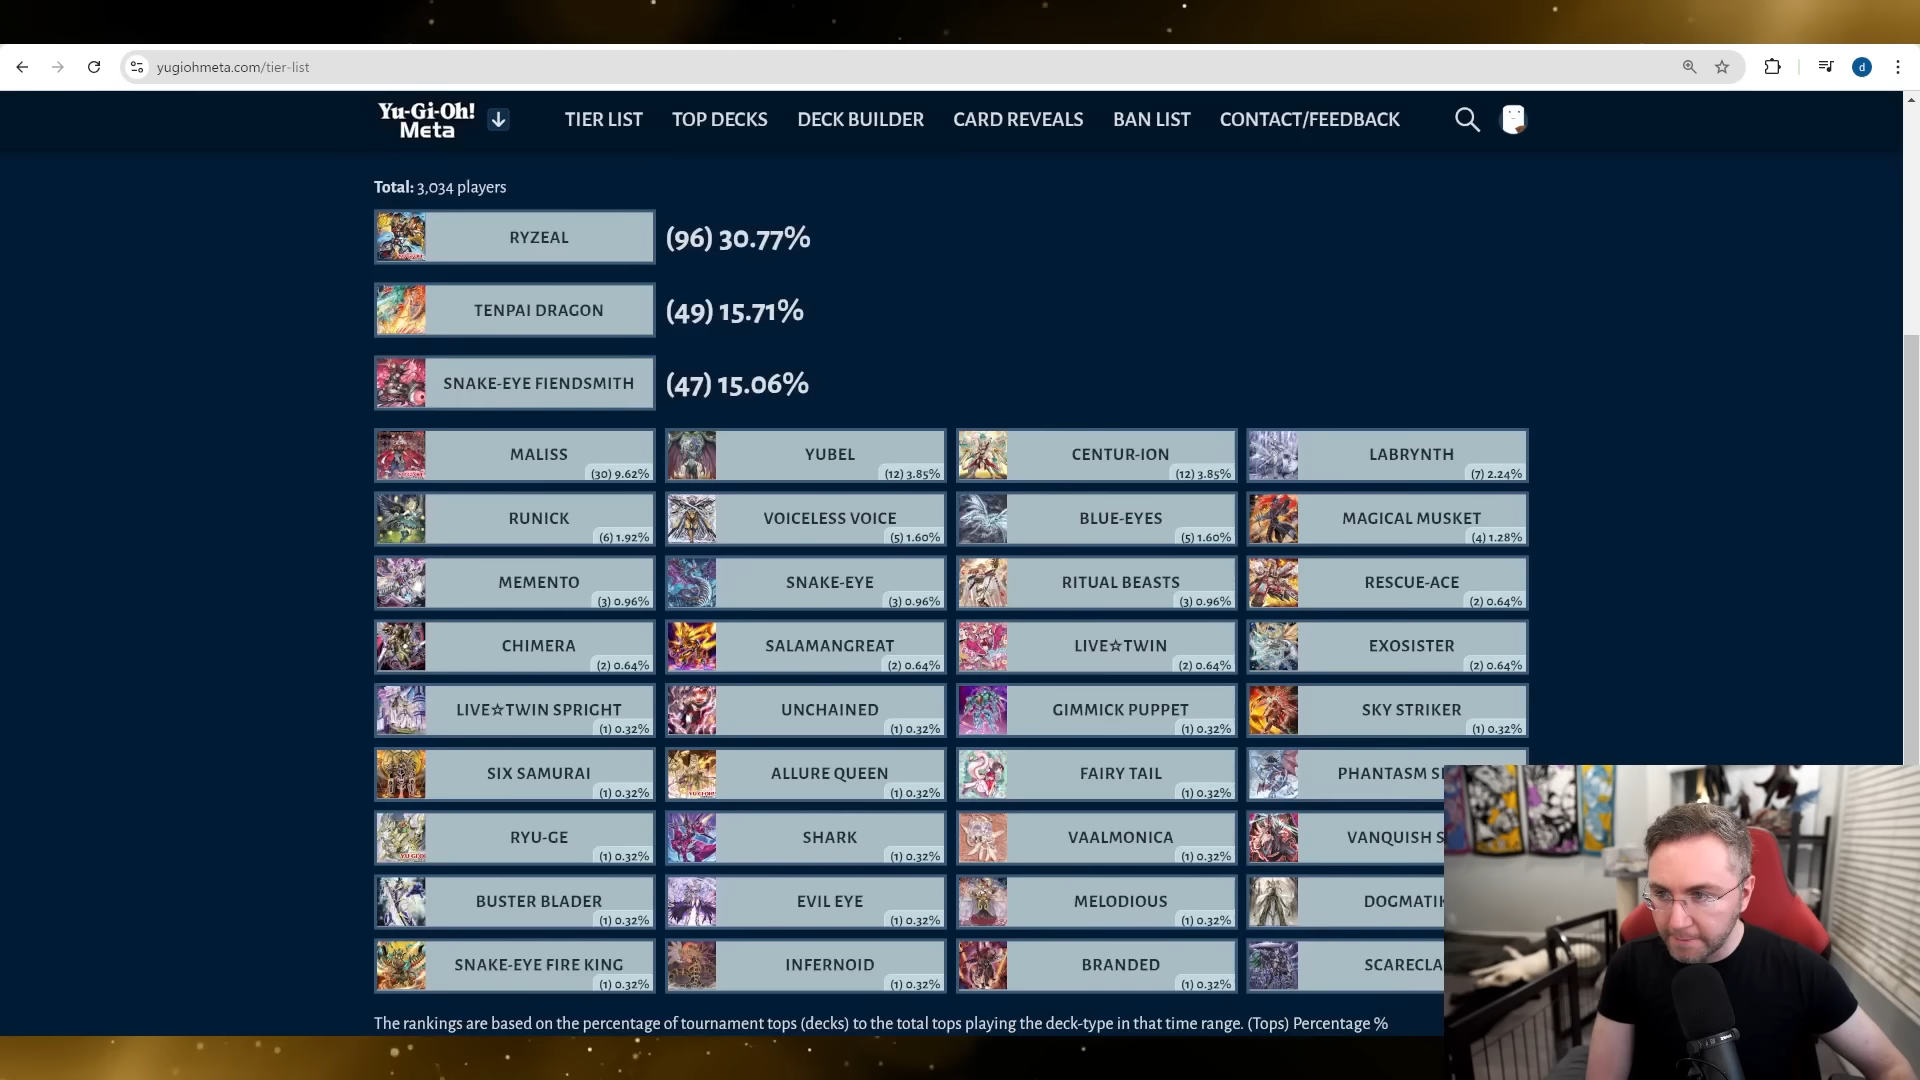 yugiohmeta.com/tier-list
d
Yu-Gi-Oh!
Meta
TIER LIST
TOP DECKS
DECK BUILDER
CARD REVEALS
BAN LIST
CONTACT/FEEDBACK
Total: 3,034 players
RYZEAL
(96) 30.77%
TENPAI DRAGON
(49) 15.71%
SNAKE-EYE FIENDSMITH
(47) 15.06%
MALISS
(30) 9.62%
YUBEL
(12) 3.85%
CENTUR-ION
(12) 3.85%
LABRYNTH
(7) 2.24%
RUNICK
(6) 1.92%
VOICELESS VOICE
(5) 1.60%
BLUE-EYES
(5) 1.60%
MAGICAL MUSKET
(4) 1.28%
MEMENTO
(3) 0.96%
SNAKE-EYE
(3) 0.96%
RITUAL BEASTS
(3) 0.96%
RESCUE-ACE
(2) 0.64%
CHIMERA
(2) 0.64%
SALAMANGREAT
(2) 0.64%
LIVE☆TWIN
(2) 0.64%
EXOSISTER
(2) 0.64%
LIVE☆TWIN SPRIGHT
(1) 0.32%
UNCHAINED
(1) 0.32%
GIMMICK PUPPET
(1) 0.32%
SKY STRIKER
(1) 0.32%
SIX SAMURAI
(1) 0.32%
ALLURE QUEEN
(1) 0.32%
FAIRY TAIL
(1) 0.32%
PHANTASM S
RYU-GE
(1) 0.32%
SHARK
(1) 0.32%
VAALMONICA
(1) 0.32%
VANQUISH S
BUSTER BLADER
(1) 0.32%
EVIL EYE
(1) 0.32%
MELODIOUS
(1) 0.32%
DOGMATIK
SNAKE-EYE FIRE KING
(1) 0.32%
INFERNOID
(1) 0.32%
BRANDED
(1) 0.32%
SCARECLA
The rankings are based on the percentage of tournament tops (decks) to the total tops playing the deck-type in that time range. (Tops) Percentage %